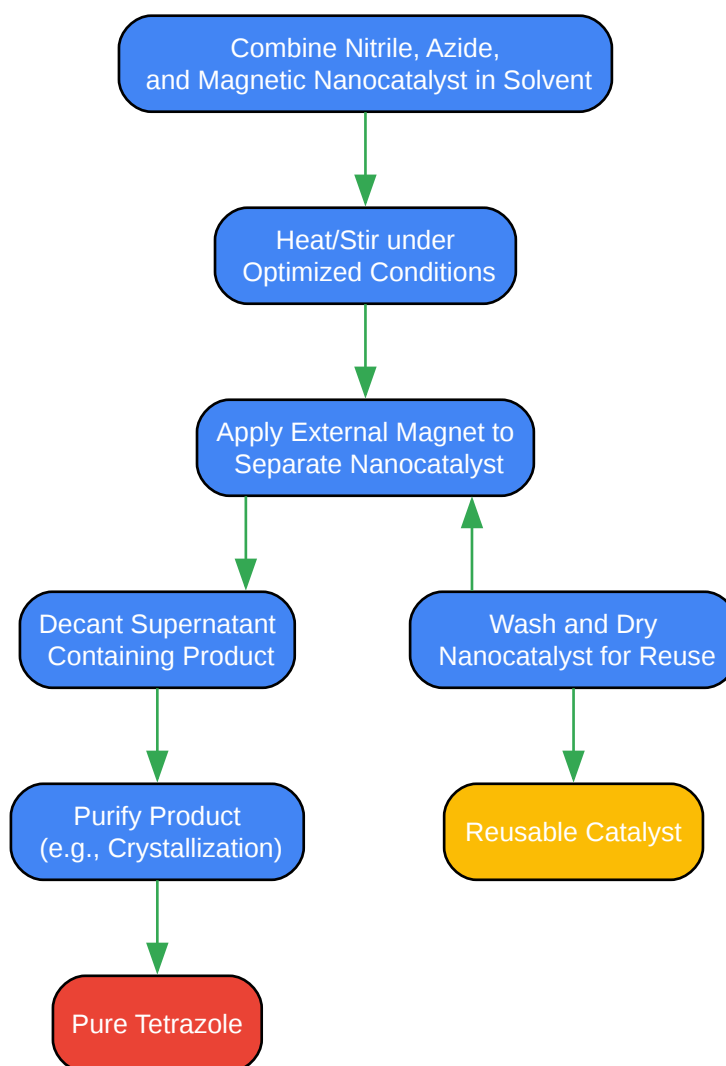 Combine Nitrile, Azide,
and Magnetic Nanocatalyst in Solvent
Heat/Stir under
Optimized Conditions
Apply External Magnet to
Separate Nanocatalyst
Decant Supernatant
Containing Product
Wash and Dry
Nanocatalyst for Reuse
Purify Product
(e.g., Crystallization)
Reusable Catalyst
Pure Tetrazole